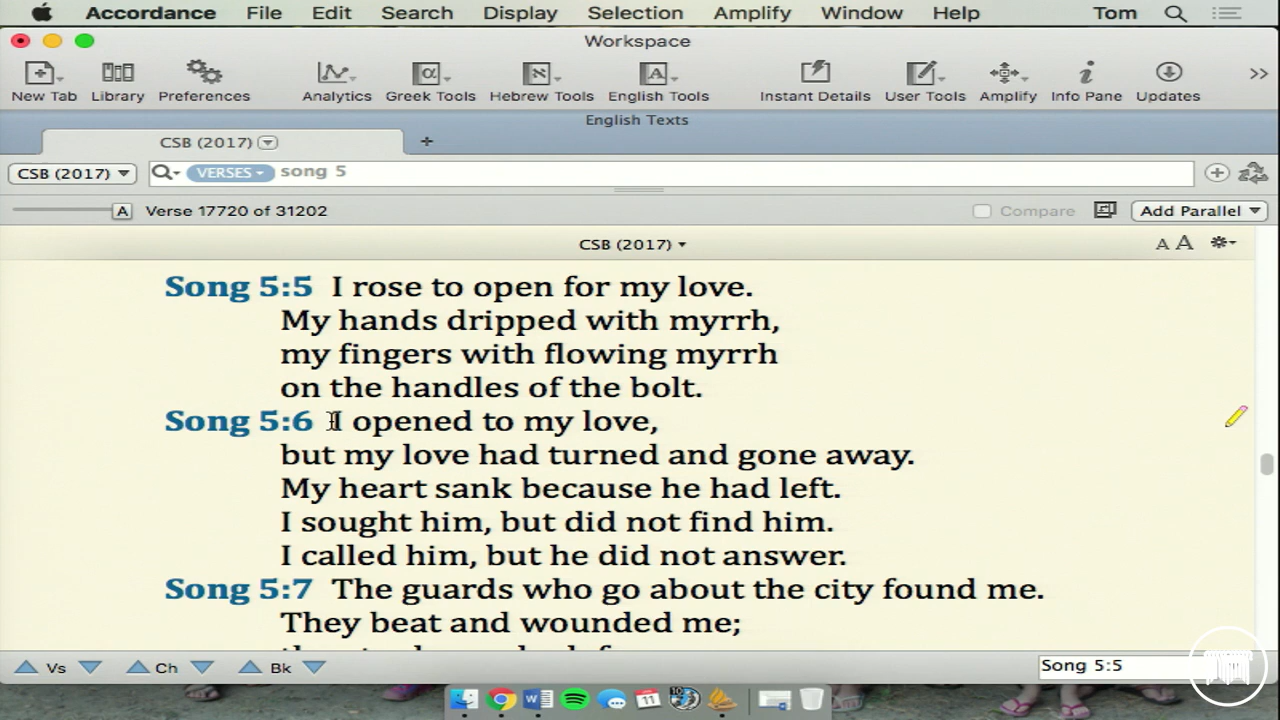 Accordance File Edit Search Display Selection Amplify Window Help Tom
Workspace
New Tab Library Preferences Analytics Greek Tools Hebrew Tools English Tools Instant Details User Tools Amplify Info Pane Updates
English Texts
CSB (2017)
CSB (2017) VERSES song 5
A Verse 17720 of 31202 Compare Add Parallel
CSB (2017) A A
Song 5:5 I rose to open for my love.
My hands dripped with myrrh,
my fingers with flowing myrrh
on the handles of the bolt.
Song 5:6 I opened to my love,
but my love had turned and gone away.
My heart sank because he had left.
I sought him, but did not find him.
I called him, but he did not answer.
Song 5:7 The guards who go about the city found me.
They beat and wounded me;
Vs Ch Bk Song 5:5
11 10